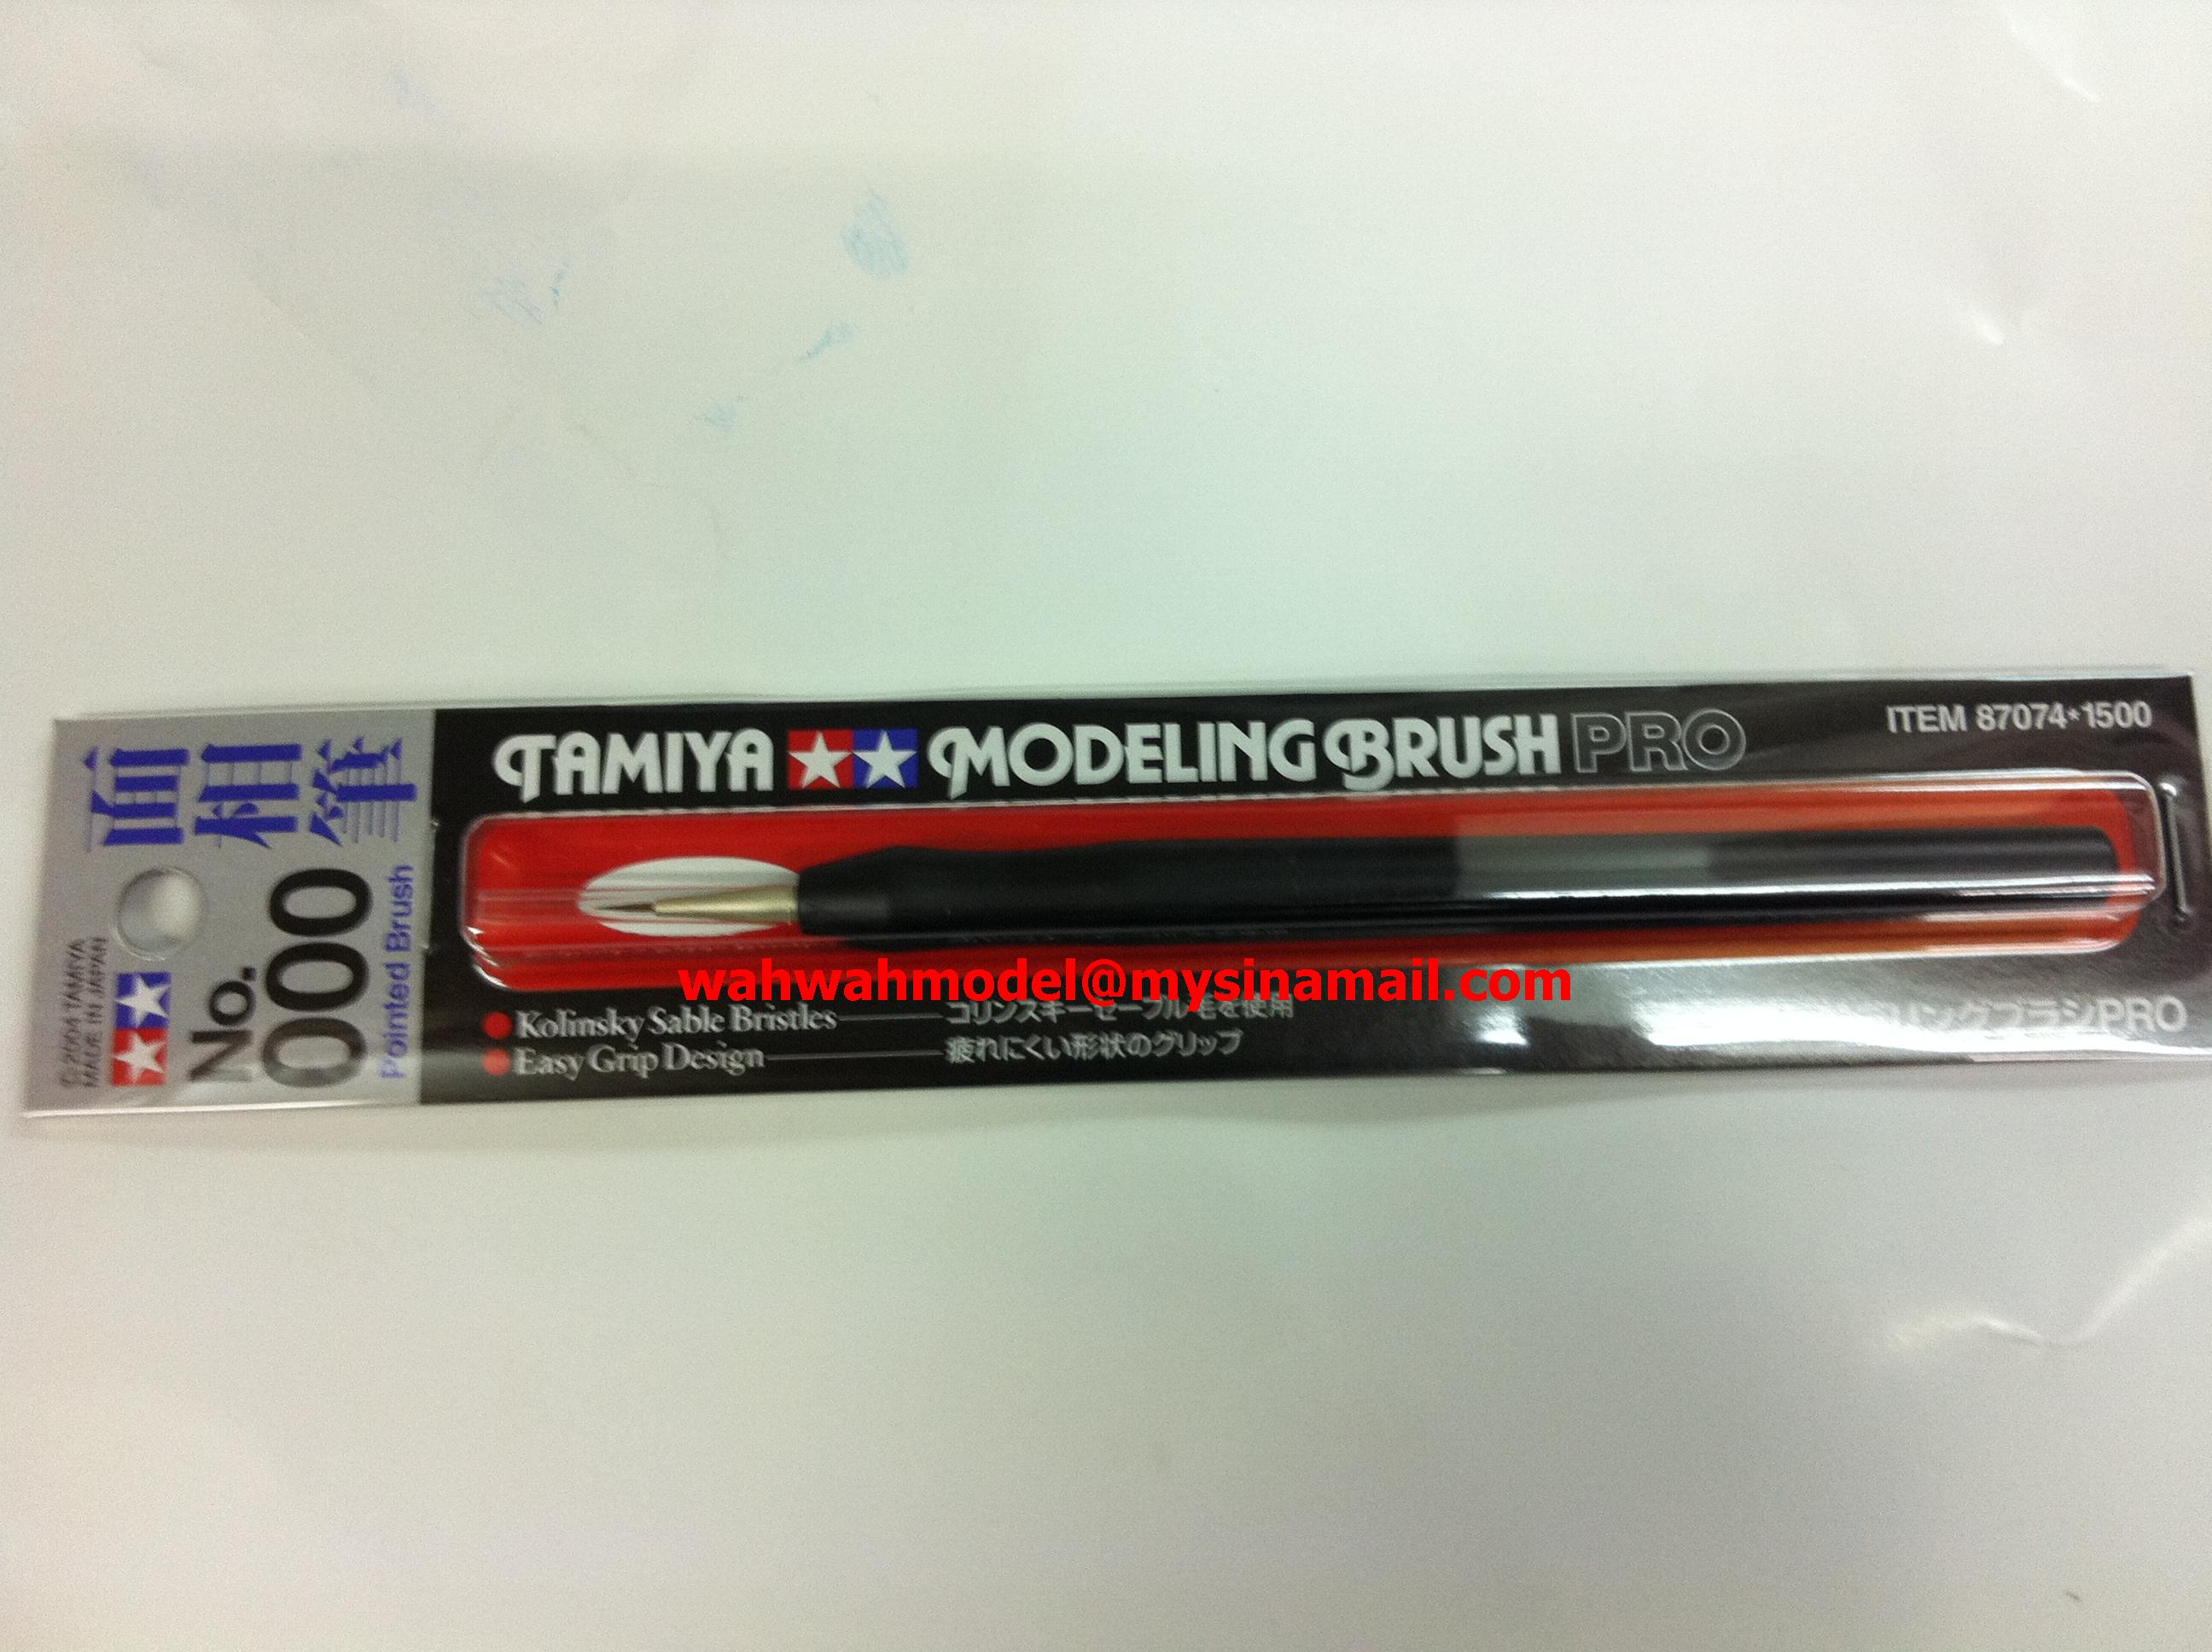 面相筆
No.
000
Pointed Brush
© 2004 TAMIYA
MADE IN JAPAN
TAMIYA MODELING BRUSH PRO
ITEM 87074*1500
wahwahmodel@mysinamail.com
● Kolinsky Sable Bristles コリンスキーセーブル毛を使用
● Easy Grip Design 疲れにくい形状のグリップ
リングブラシPRO